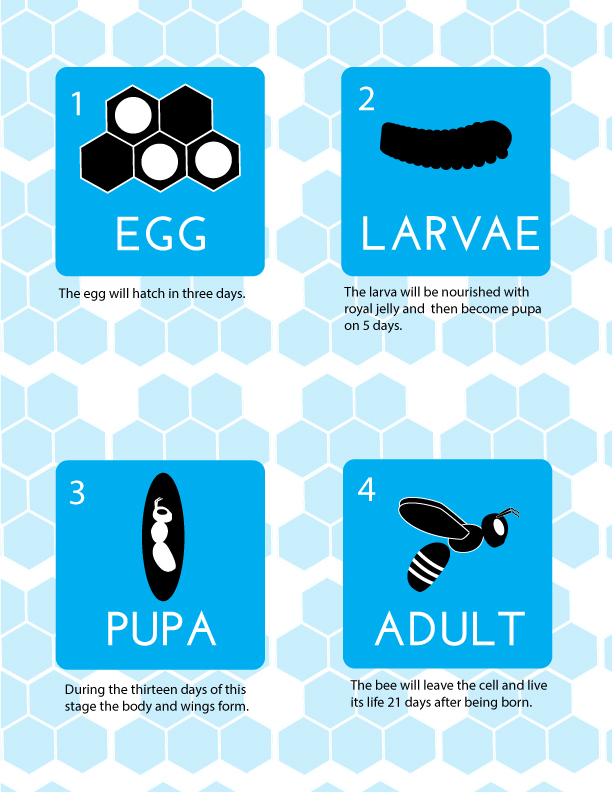 1
EGG
The egg will hatch in three days.
2
LARVAE
The larva will be nourished with
royal jelly and  then become pupa
on 5 days.
3
PUPA
During the thirteen days of this
stage the body and wings form.
4
ADULT
The bee will leave the cell and live
its life 21 days after being born.